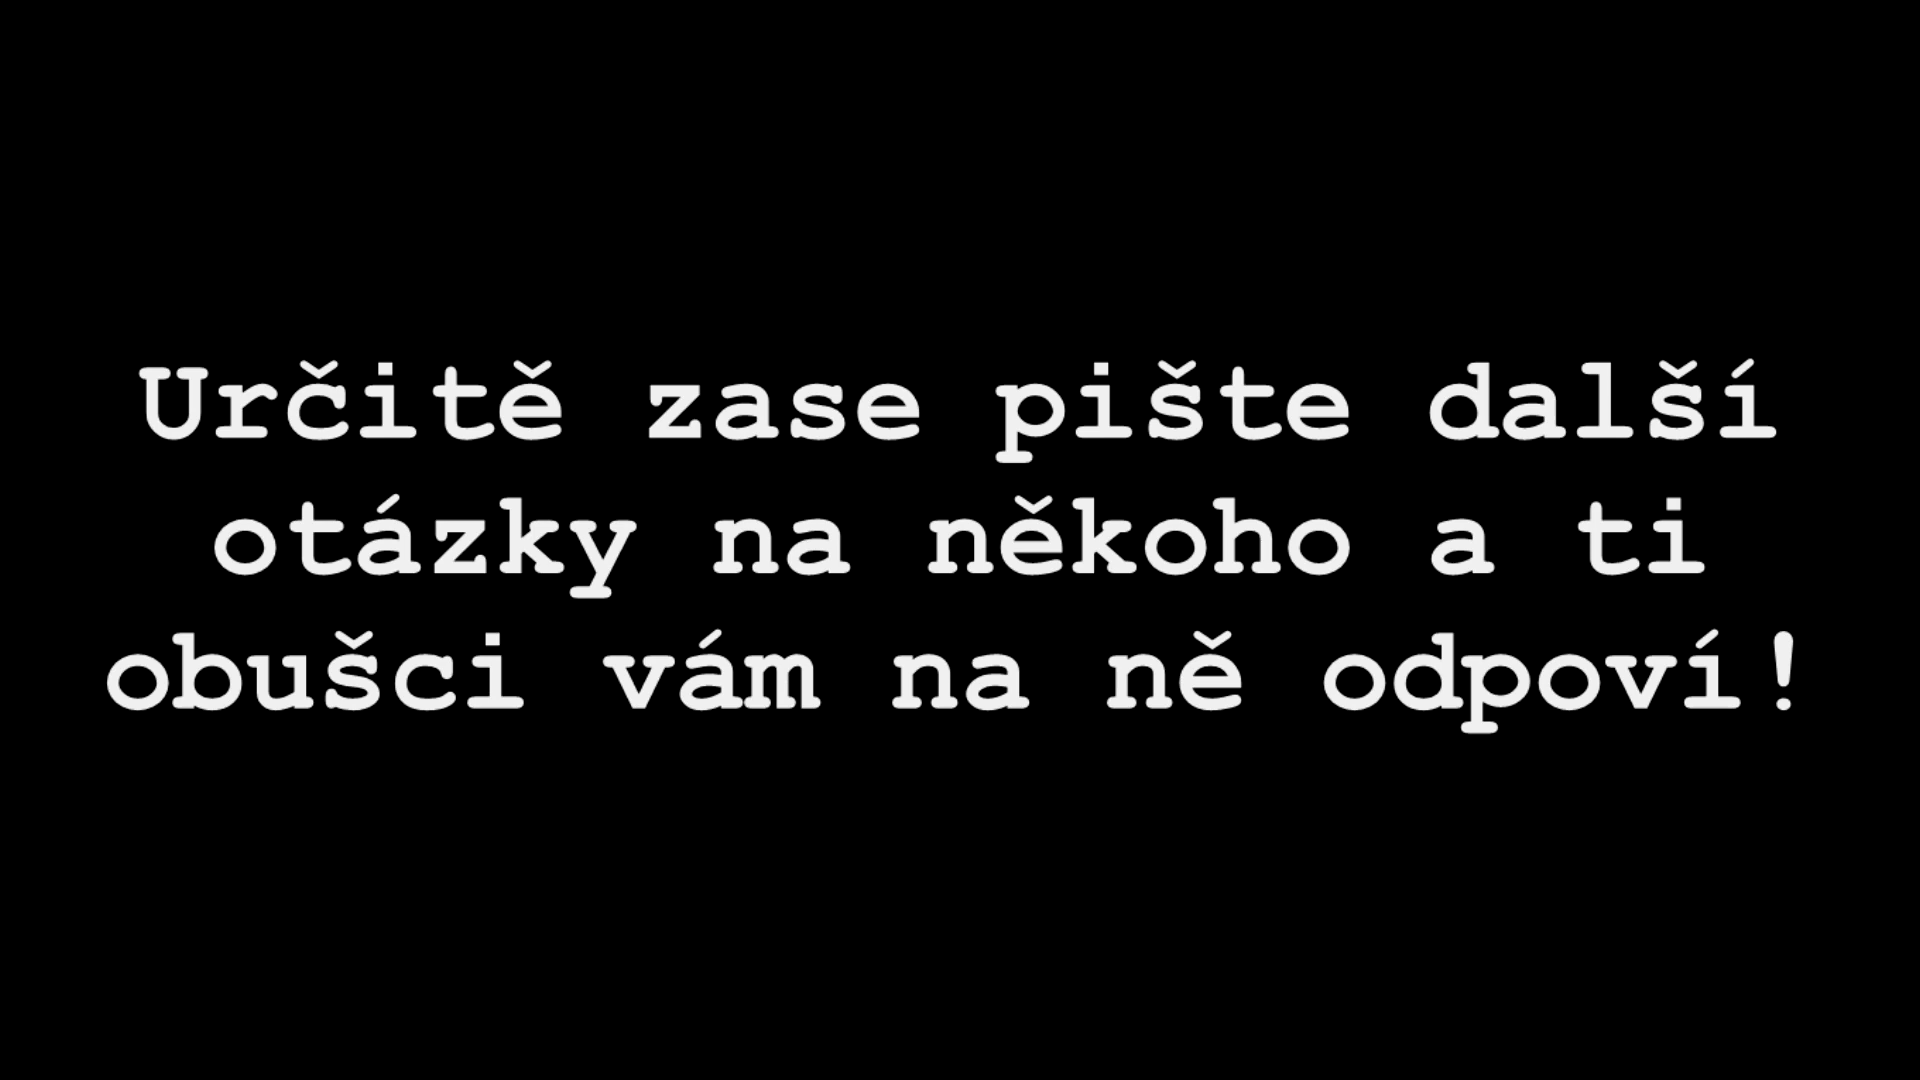 Určitě zase pište další
otázky na někoho a ti
obušci vám na ně odpoví!